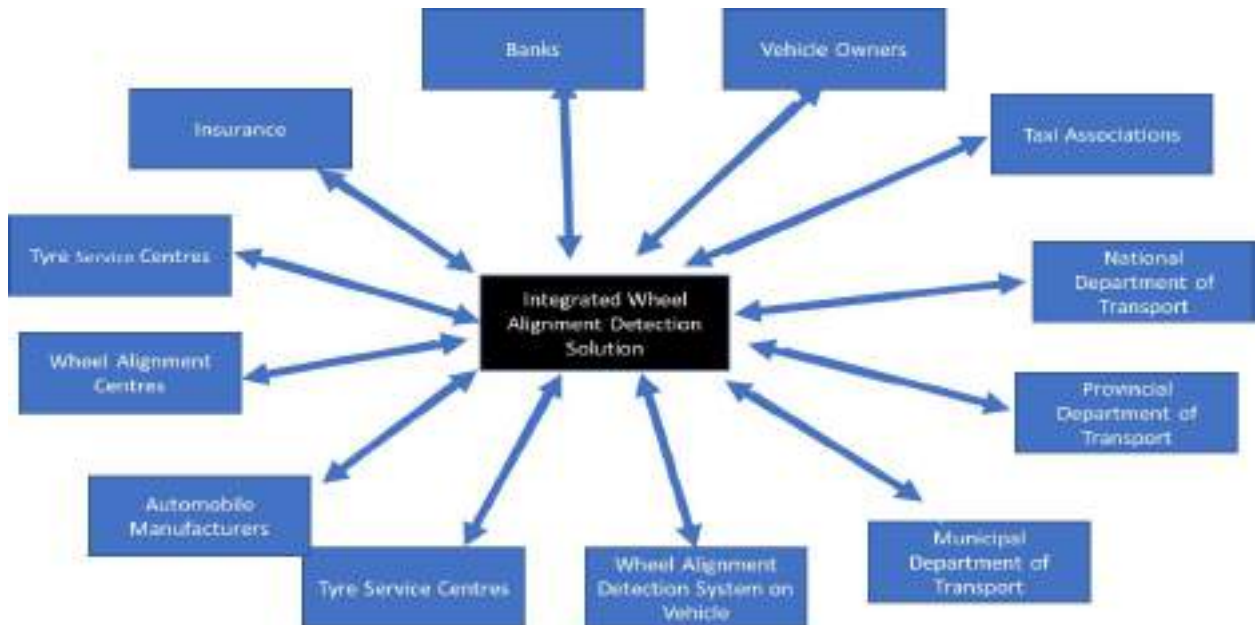 Banks
Vehicle Owners
Insurance
Taxi Associations
Tyre Service Centres
National
Department of
Transport
Integrated Wheel
Alignment Detection
Solution
Wheel Alignment
Centres
Provincial
Department of
Transport
Automobile
Manufacturers
Municipal
Department of
Transport
Tyre Service Centres
Wheel Alignment
Detection System on
Vehicle